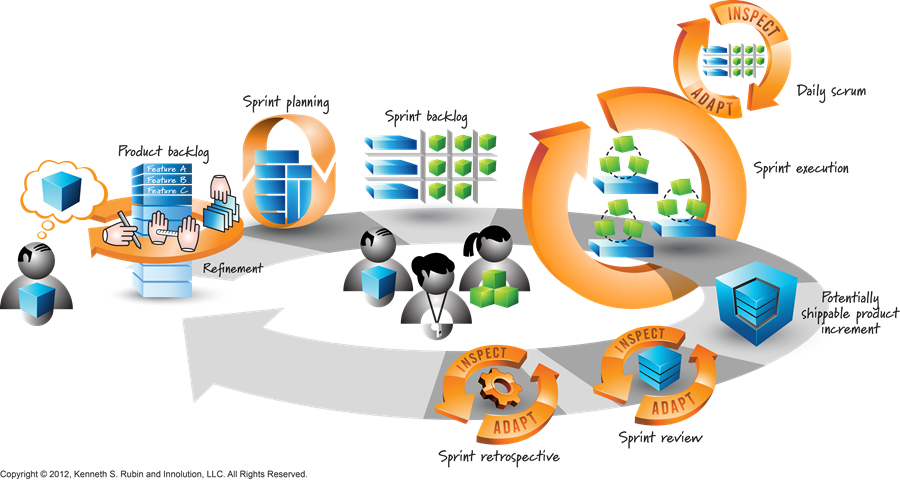 INSPECT
ADAPT
Daily scrum
Sprint planning
Sprint backlog
Product backlog
Feature A
Feature B
Feature C
Sprint execution
Refinement
Potentially
shippable product
increment
INSPECT
ADAPT
Sprint review
INSPECT
ADAPT
Sprint retrospective
Copyright © 2012, Kenneth S. Rubin and Innolution, LLC. All Rights Reserved.